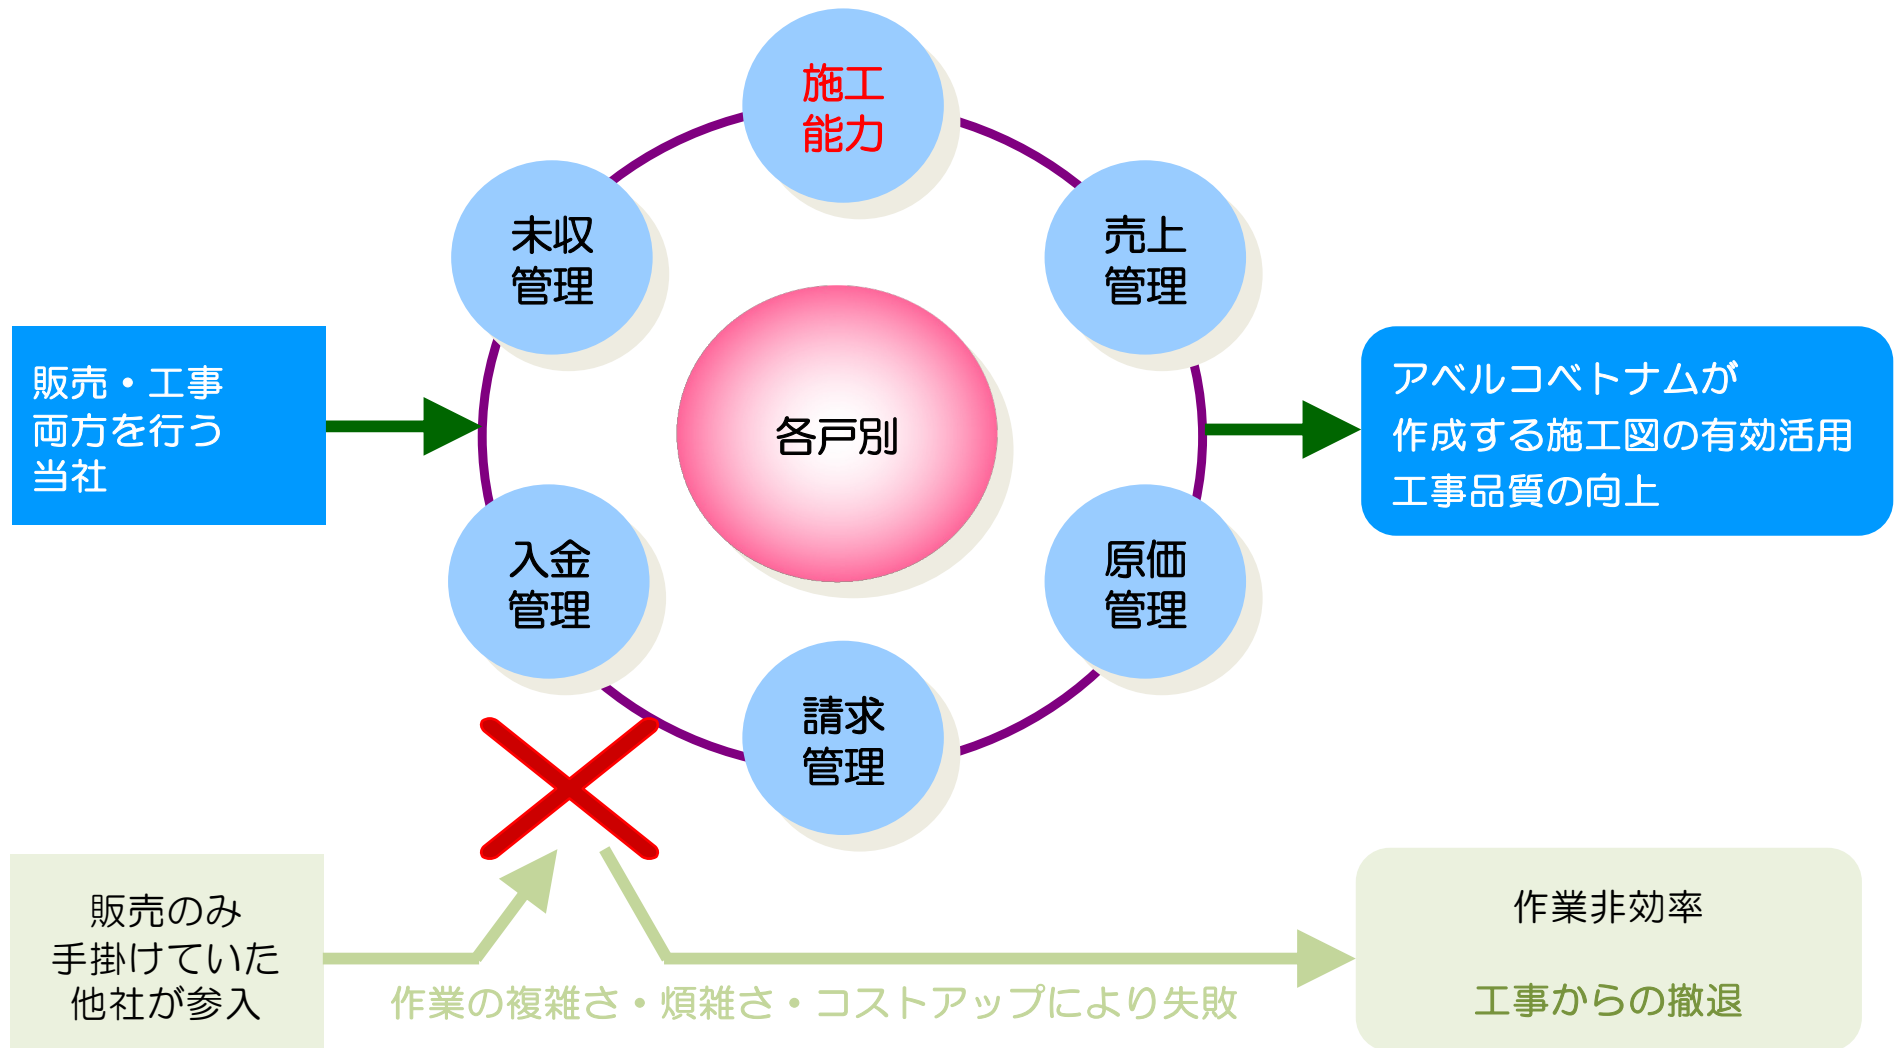 施工
能力
未収
管理
売上
管理
販売・工事
両方を行う
当社
各戸別
アベルコベトナムが
作成する施工図の有効活用
工事品質の向上
入金
管理
原価
管理
請求
管理
販売のみ
手掛けていた
他社が参入
作業の複雑さ・煩雑さ・コストアップにより失敗
作業非効率
工事からの撤退